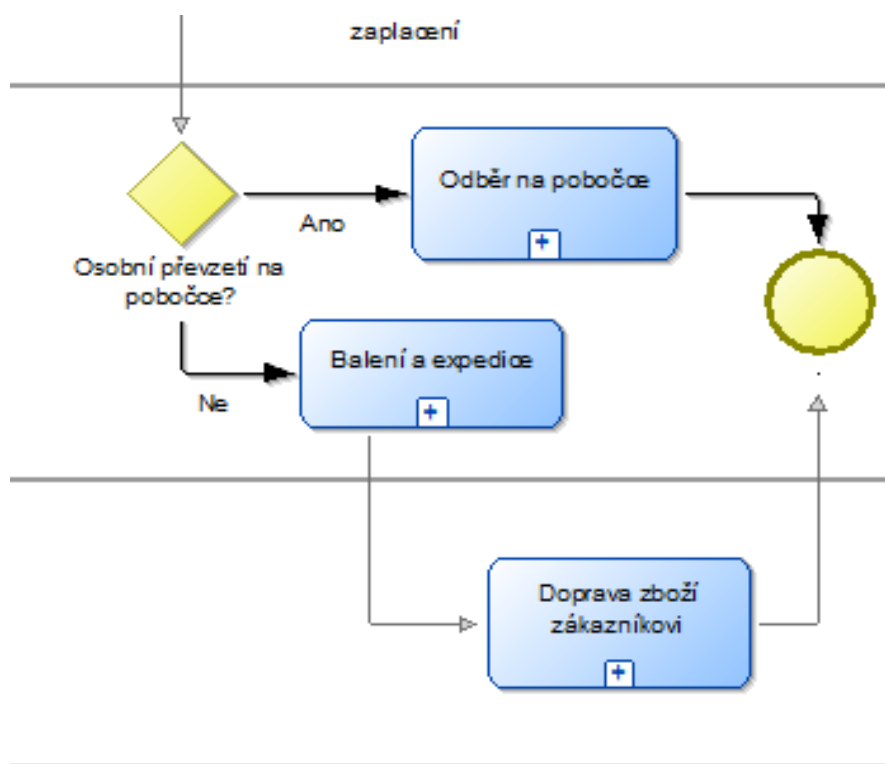 zaplacení
Odběr na pobočce
Ano
Osobní převzetí na
pobočce?
Balení a expedice
Ne
Doprava zboží
zákazníkovi